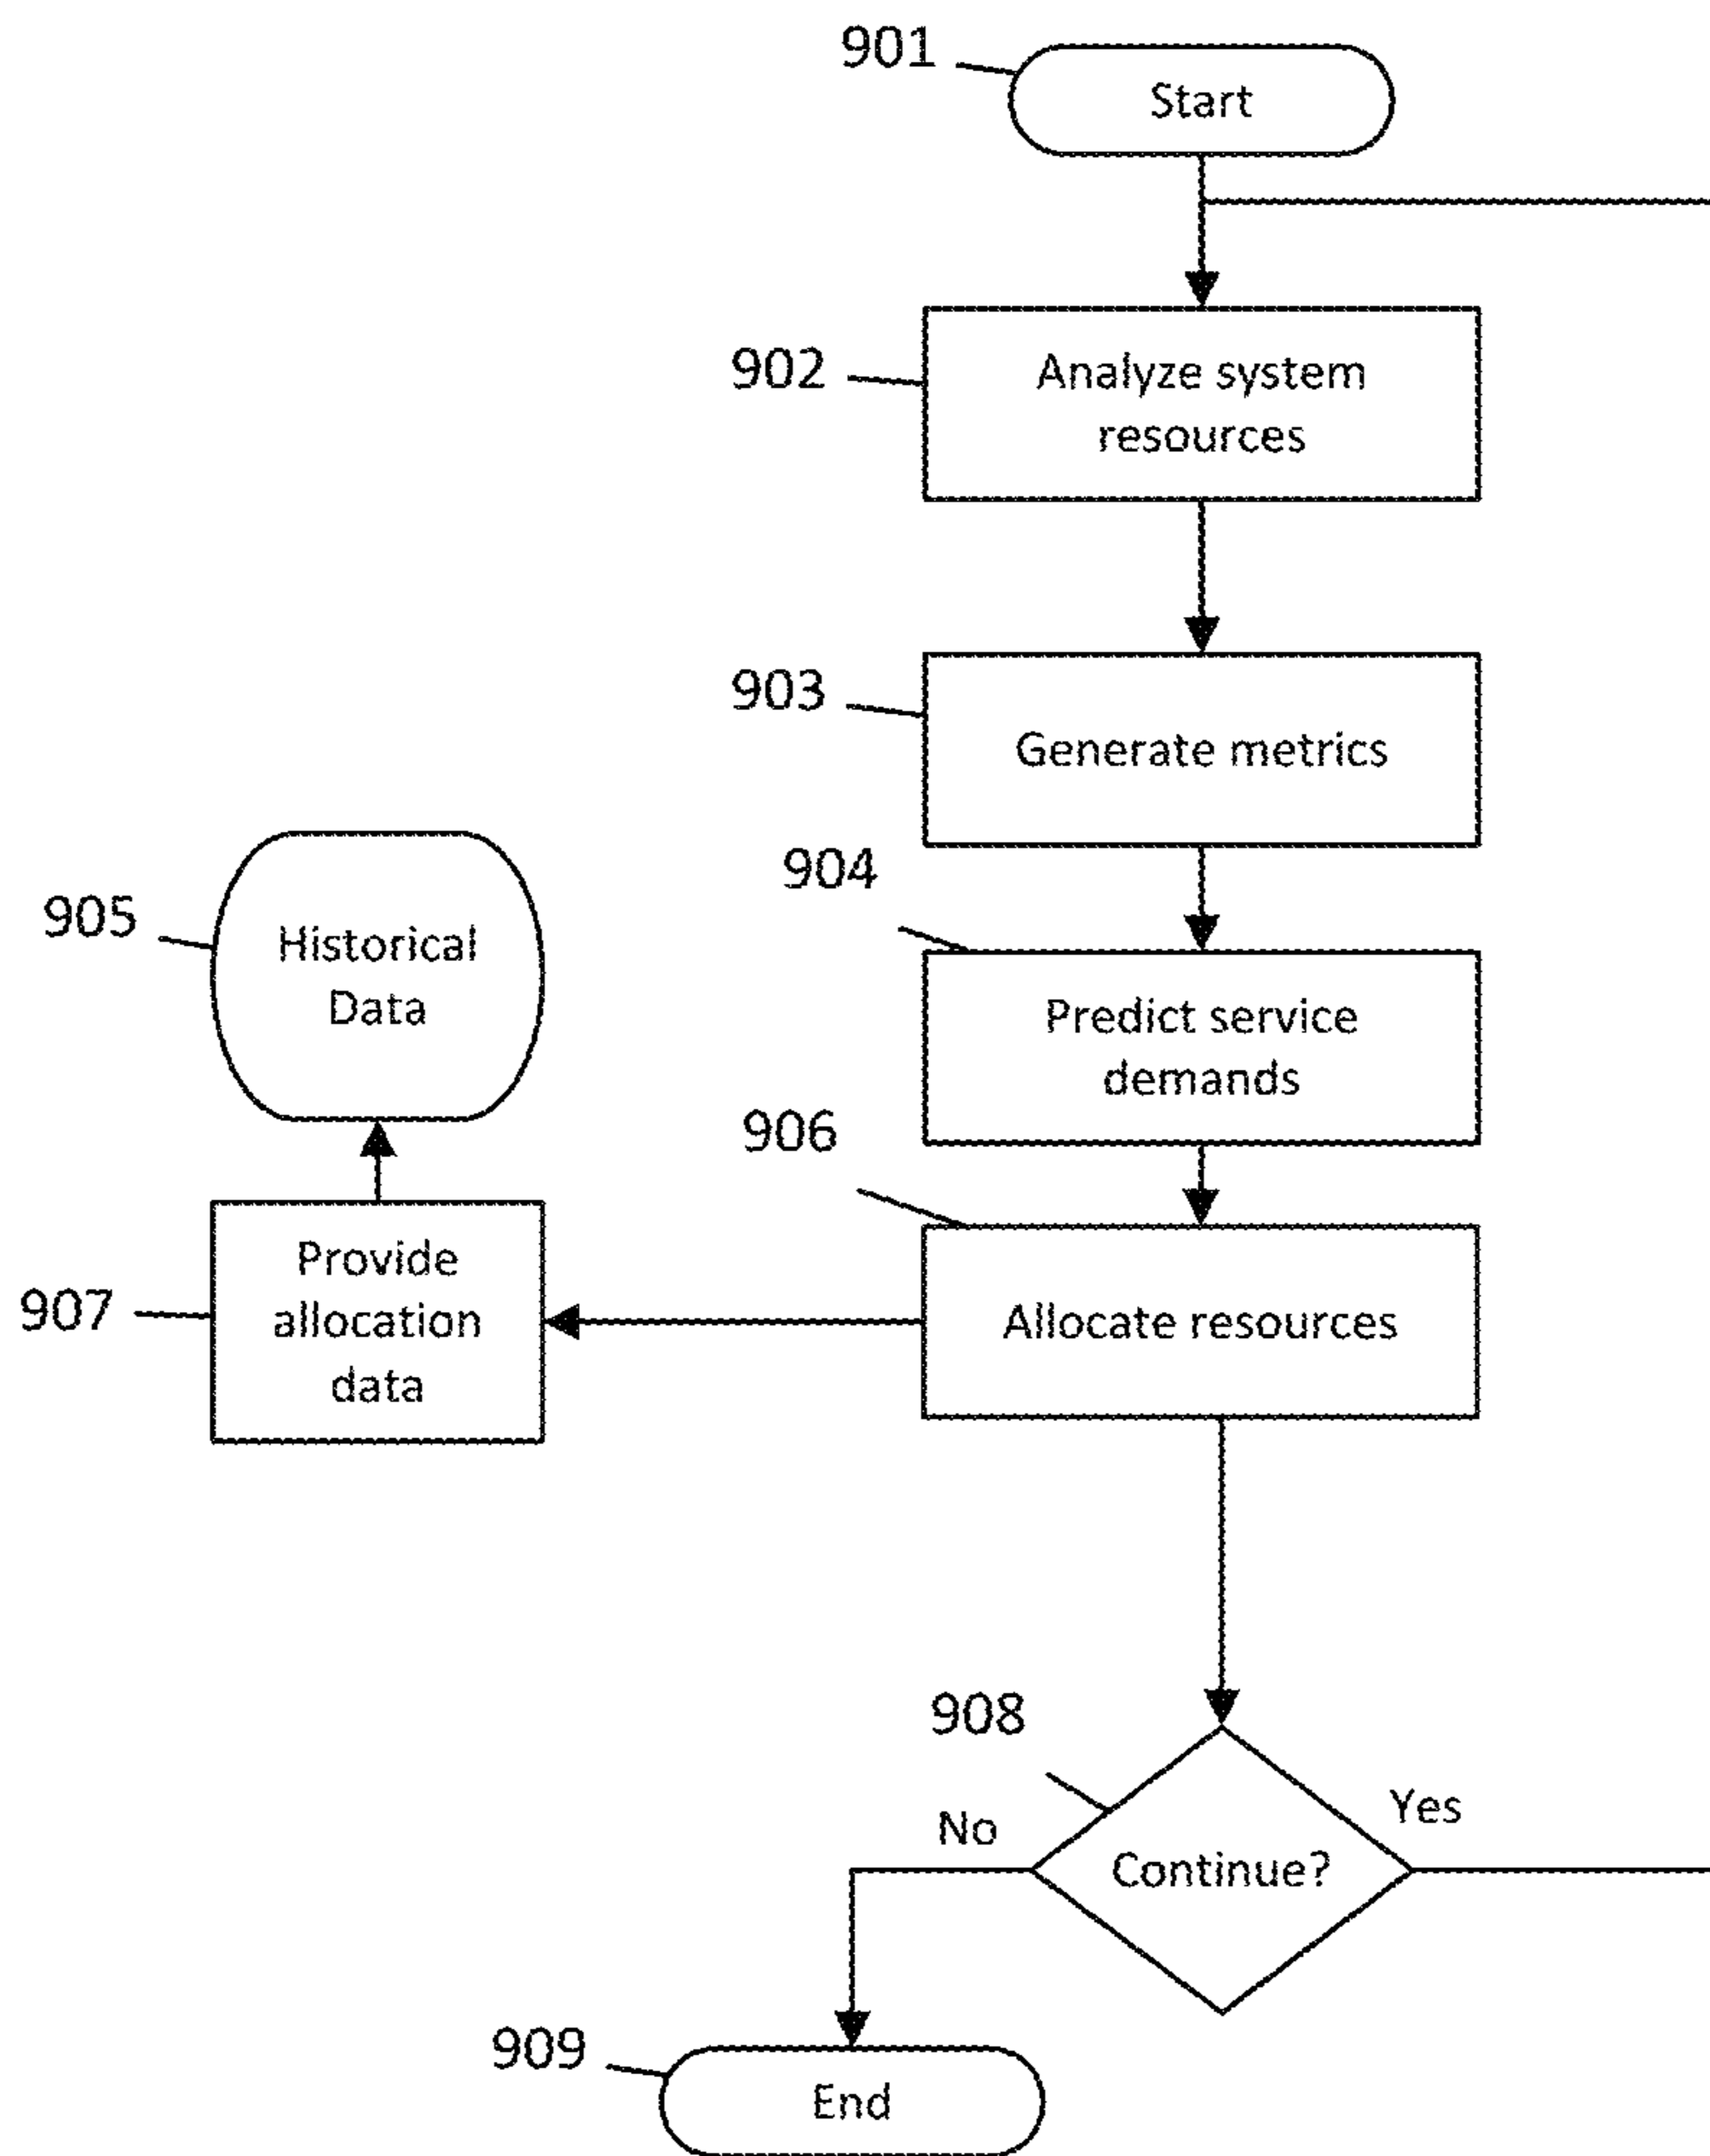 901
Start
902
Analyze system
resources
903
Generate metrics
904
Predict service
demands
905
Historical
Data
906
Allocate resources
907
Provide
allocation
data
908
Continue?
No
Yes
909
End